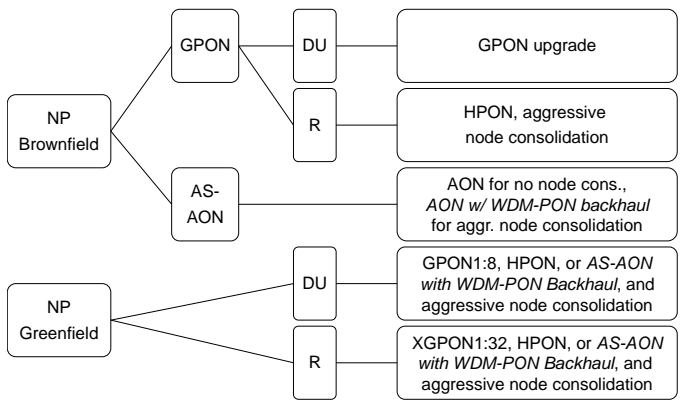 GPON
DU
GPON upgrade
NP
Brownfield
R
HPON, aggressive
node consolidation
AS-
AON
AON for no node cons.,
AON w/ WDM-PON backhaul
for aggr. node consolidation
NP
Greenfield
DU
GPON1:8, HPON, or AS-AON
with WDM-PON Backhaul, and
aggressive node consolidation
R
XGPON1:32, HPON, or AS-AON
with WDM-PON Backhaul, and
aggressive node consolidation